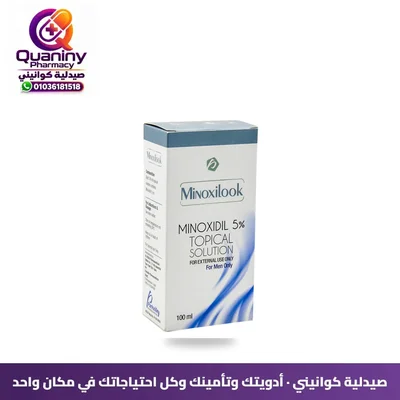 Quaniny
Pharmacy
صيدلية كوانيني
01036181518
Minoxilook
MINOXIDIL 5%
TOPICAL
SOLUTION
FOR EXTERNAL USE ONLY
For Men Only
100 ml
صيدلية كوانيني · أدويتك وتأمينك وكل احتياجاتك في مكان واحد